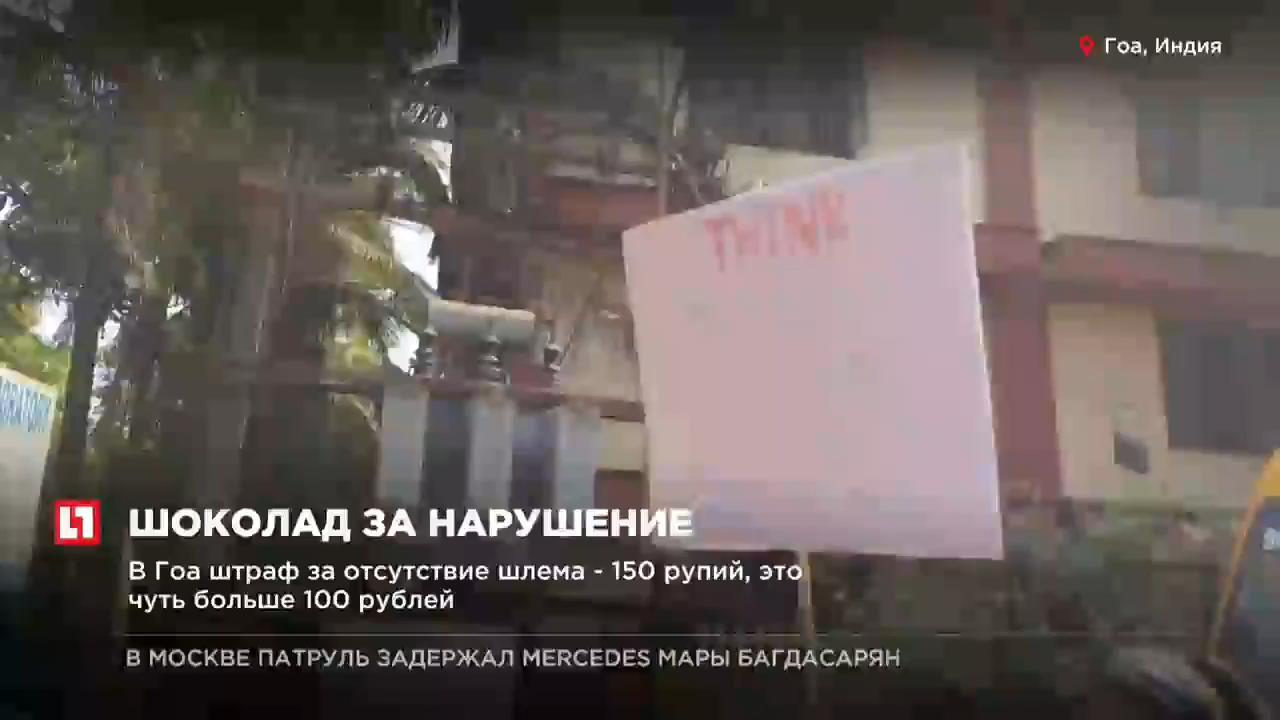 Гоа, Индия
THINK
ШОКОЛАД ЗА НАРУШЕНИЕ
В Гоа штраф за отсутствие шлема - 150 рупий, это
чуть больше 100 рублей
В МОСКВЕ ПАТРУЛЬ ЗАДЕРЖАЛ MERCEDES МАРЫ БАГДАСАРЯН